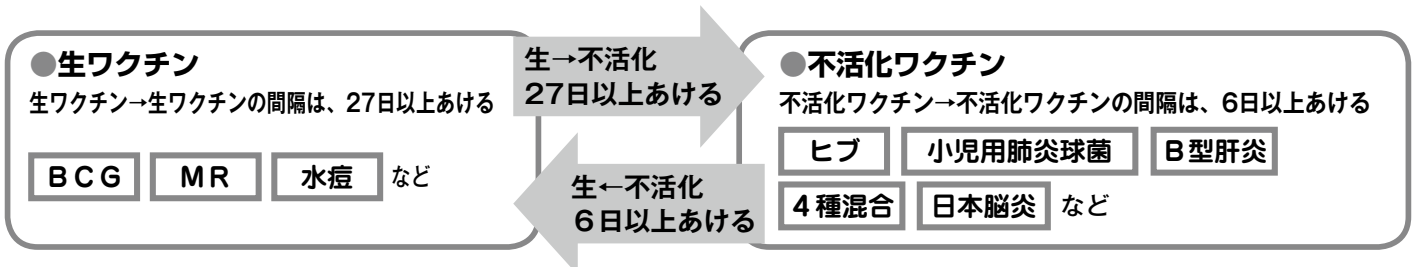 ●生ワクチン
生ワクチン→生ワクチンの間隔は、27日以上あける
BCG MR 水痘 など
生→不活化
27日以上あける
生←不活化
6日以上あける
●不活化ワクチン
不活化ワクチン→不活化ワクチンの間隔は、6日以上あける
ヒブ 小児用肺炎球菌 B型肝炎
4種混合 日本脳炎 など